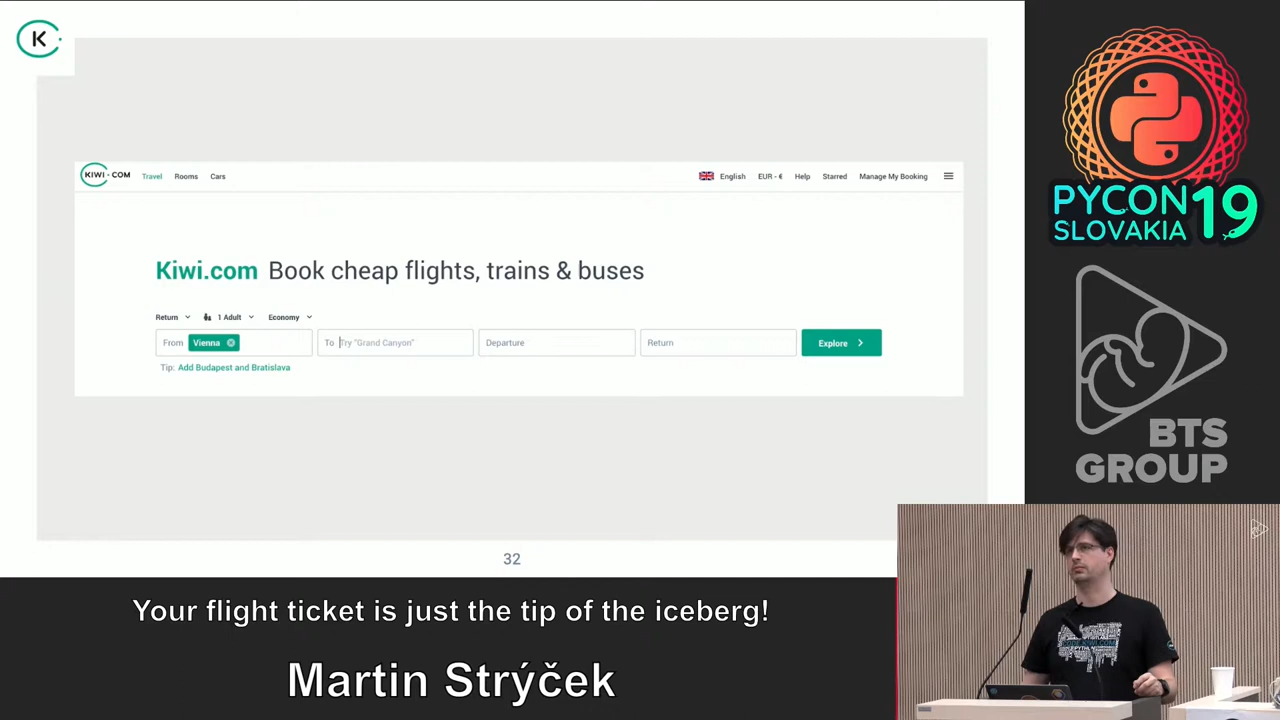 K
KIWI.COM Travel Rooms Cars English EUR - € Help Starred Manage My Booking
Kiwi.com Book cheap flights, trains & buses
Return 1 Adult Economy
From Vienna To Try "Grand Canyon" Departure Return Explore
Tip: Add Budapest and Bratislava
32
PYCON
SLOVAKIA 19
BTS
GROUP
Your flight ticket is just the tip of the iceberg!
Martin Strýček